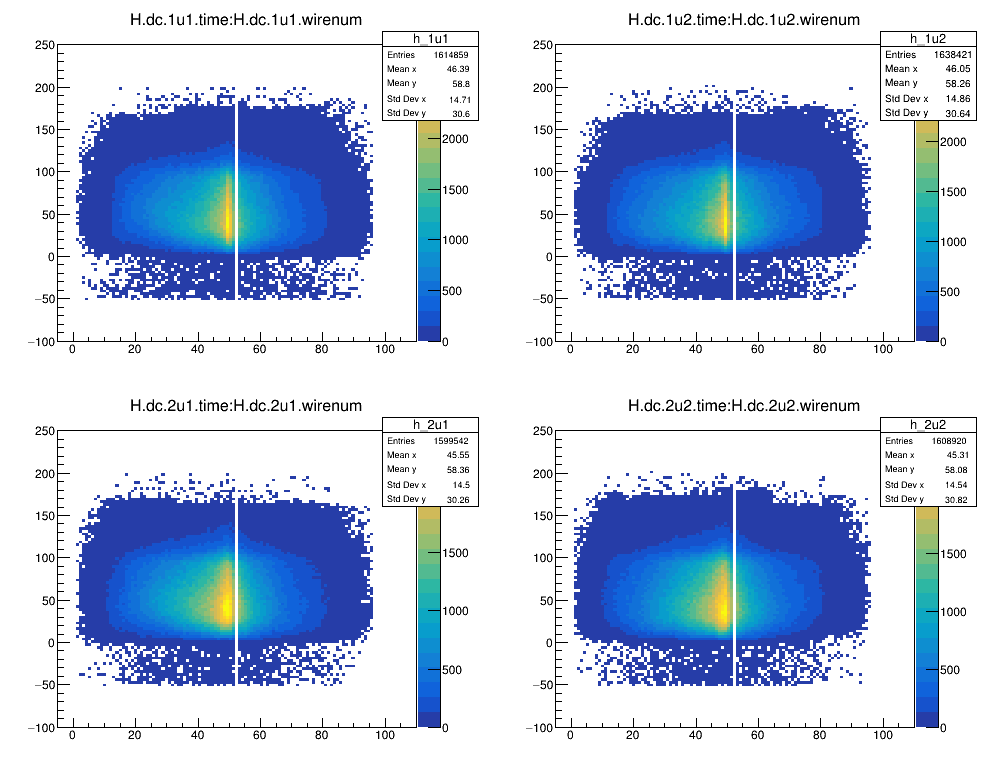 H.dc.1u1.time:H.dc.1u1.wirenum
h_1u1
Entries 1614859
Mean x 46.39
Mean y 58.8
Std Dev x 14.71
Std Dev y 30.6
250
200
150
100
50
0
−50
−100
0 20 40 60 80 100
2000
1500
1000
500
0
H.dc.1u2.time:H.dc.1u2.wirenum
h_1u2
Entries 1638421
Mean x 46.05
Mean y 58.26
Std Dev x 14.86
Std Dev y 30.64
250
200
150
100
50
0
−50
−100
0 20 40 60 80 100
2000
1500
1000
500
0
H.dc.2u1.time:H.dc.2u1.wirenum
h_2u1
Entries 1599542
Mean x 45.55
Mean y 58.36
Std Dev x 14.5
Std Dev y 30.26
250
200
150
100
50
0
−50
−100
0 20 40 60 80 100
1500
1000
500
0
H.dc.2u2.time:H.dc.2u2.wirenum
h_2u2
Entries 1608920
Mean x 45.31
Mean y 58.08
Std Dev x 14.54
Std Dev y 30.82
250
200
150
100
50
0
−50
−100
0 20 40 60 80 100
1500
1000
500
0